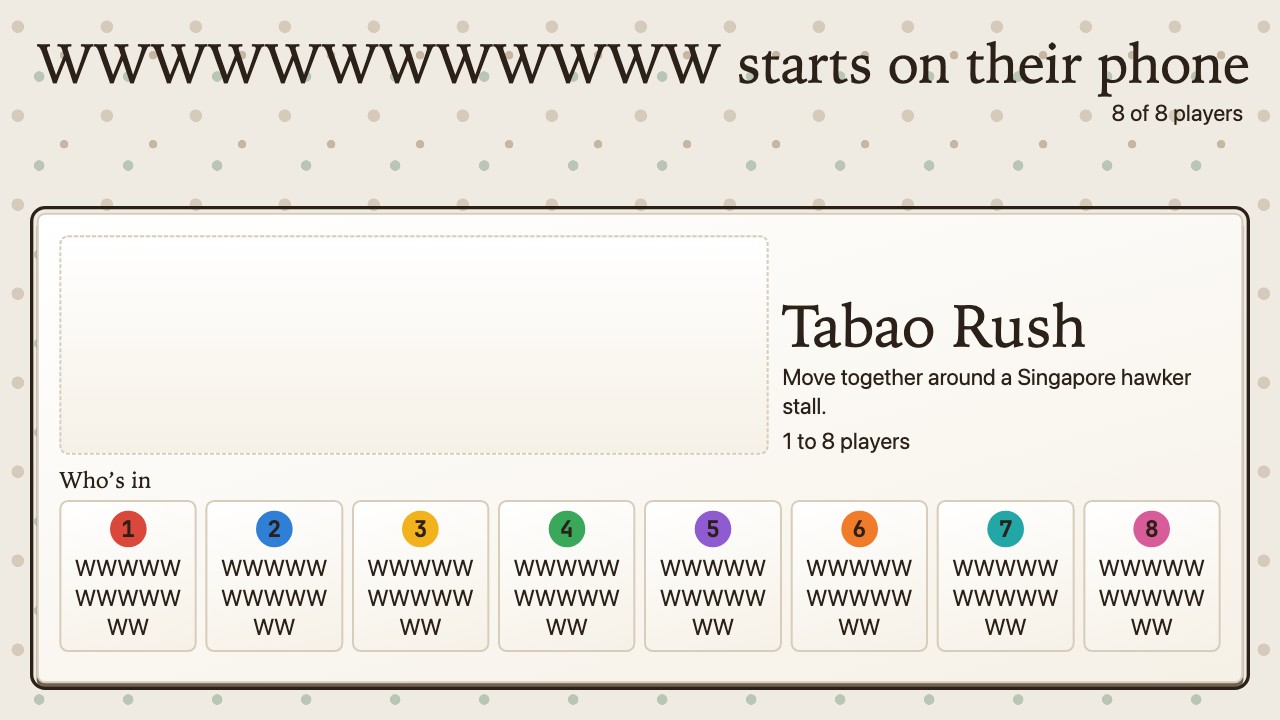 WWWWWWWWWWWW starts on their phone
8 of 8 players
Tabao Rush
Move together around a Singapore hawker
stall.
1 to 8 players
Who’s in
1 2 3 4 5 6 7 8
WWWWW WWWWW WWWWW WWWWW WWWWW WWWWW WWWWW WWWWW
WWWWW WWWWW WWWWW WWWWW WWWWW WWWWW WWWWW WWWWW
WW WW WW WW WW WW WW WW